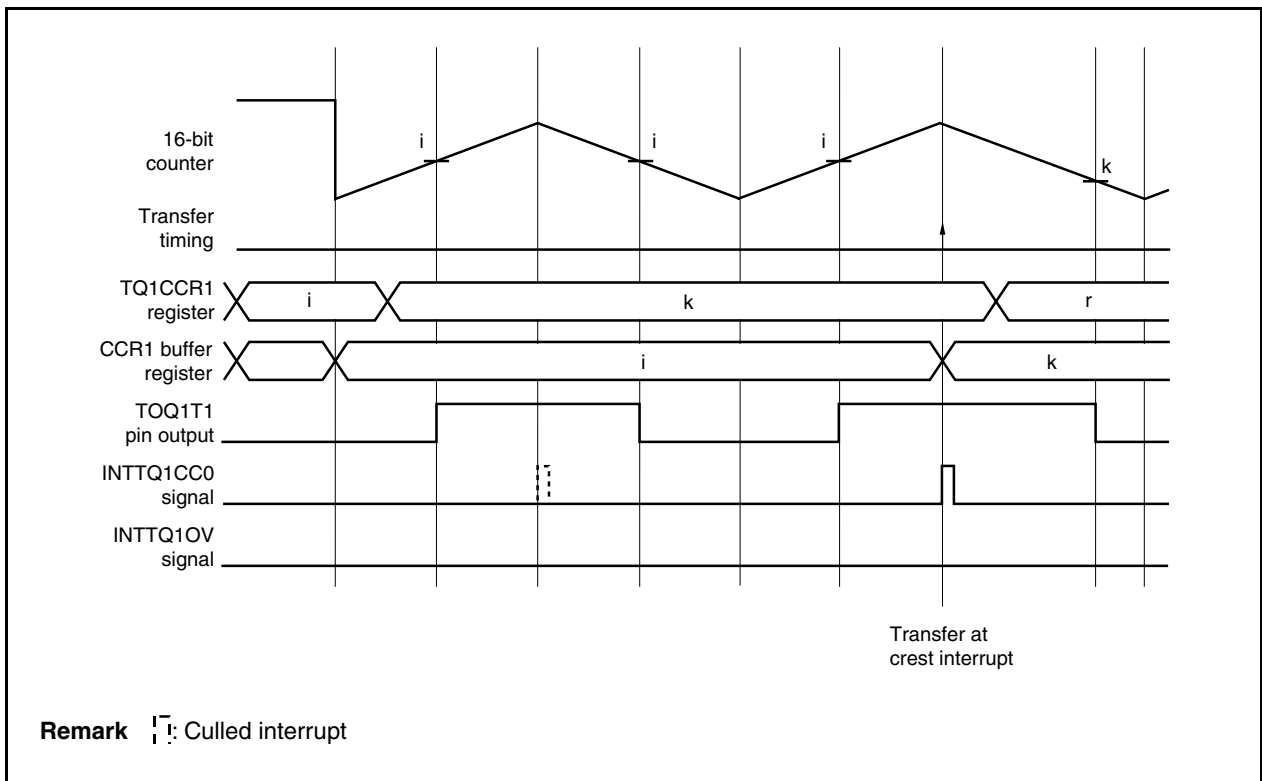 16-bit
counter
i
i
i
k
Transfer
timing
TQ1CCR1
register
i
k
r
CCR1 buffer
register
i
k
TOQ1T1
pin output
INTTQ1CC0
signal
INTTQ1OV
signal
Transfer at
crest interrupt
Remark : Culled interrupt